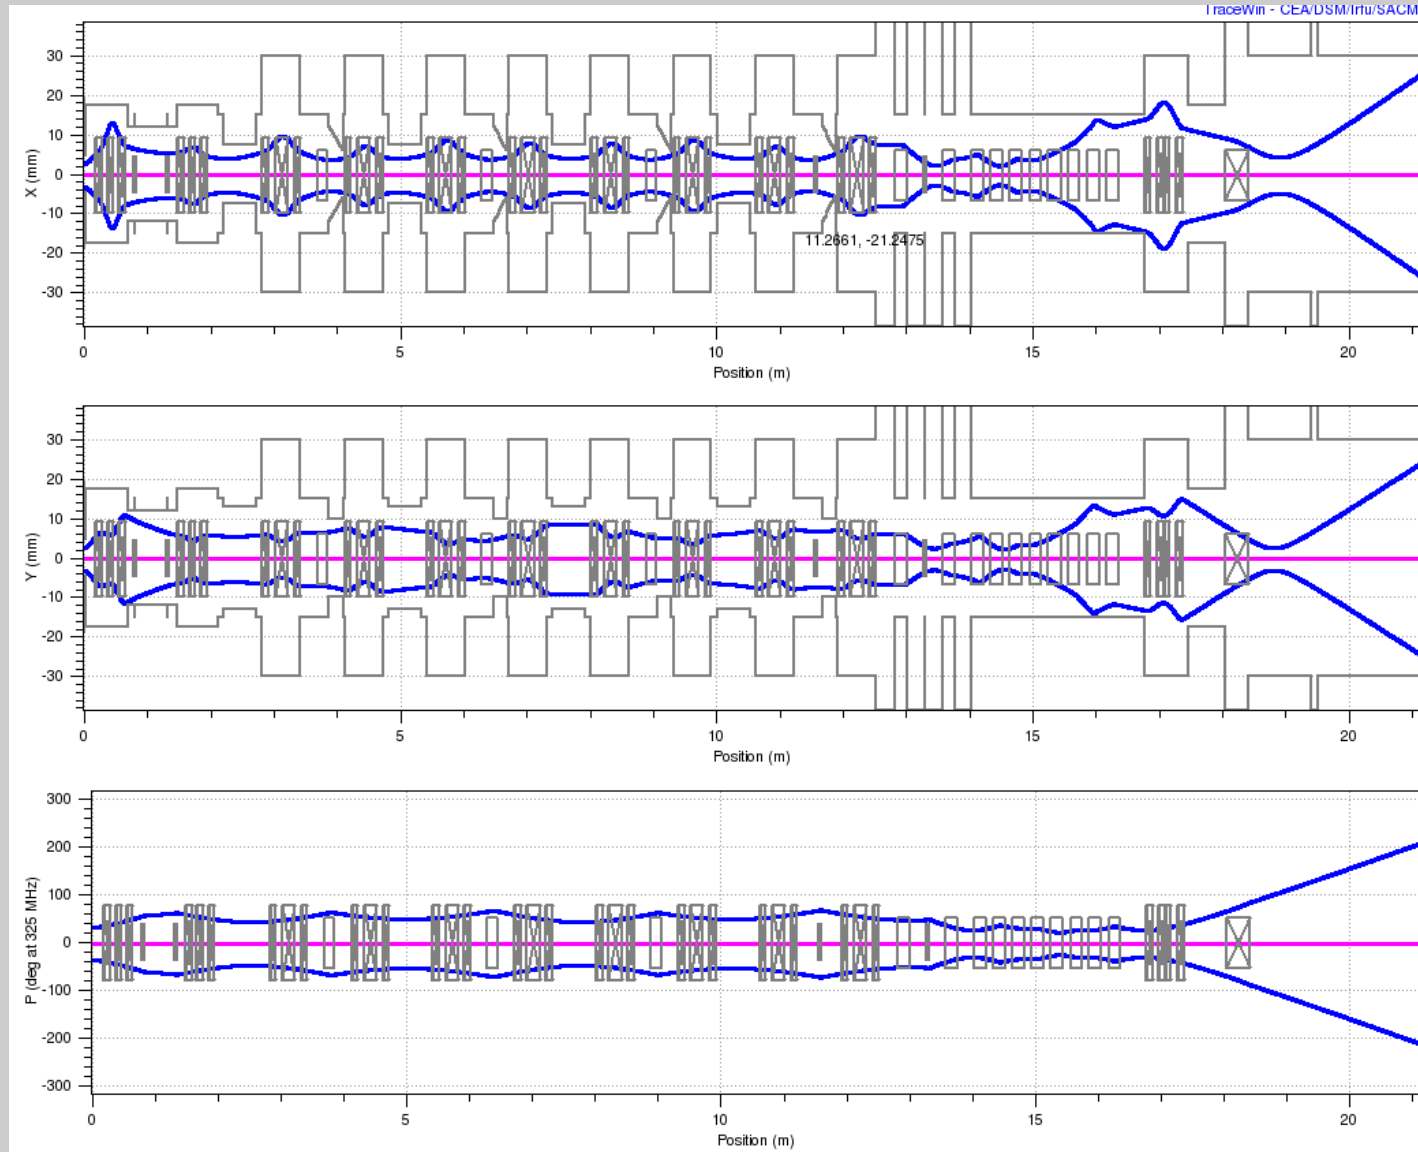 TraceWin - CEA/DSM/Irfu/SACM
30
20
10
0
-10
-20
-30
X (mm)
11.2661, -21.2475
0 5 10 15 20
Position (m)
30
20
10
0
-10
-20
-30
Y (mm)
0 5 10 15 20
Position (m)
300
200
100
0
-100
-200
-300
P (deg at 325 MHz)
0 5 10 15 20
Position (m)